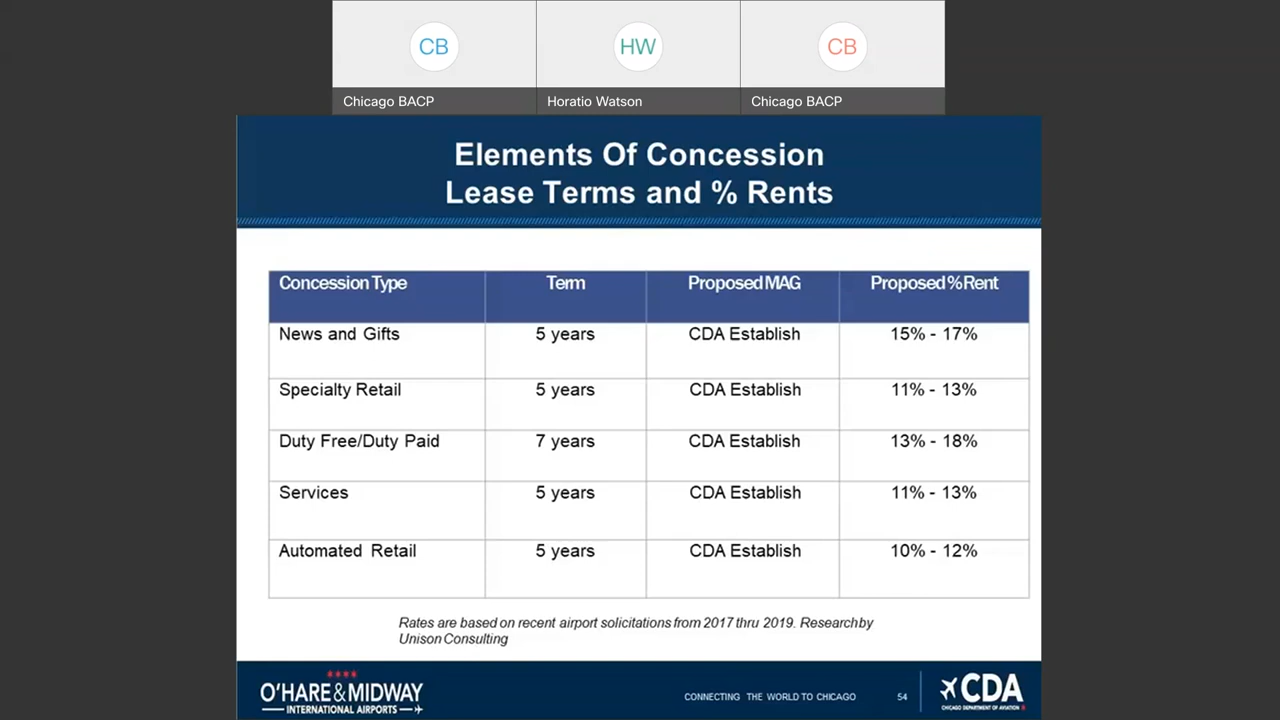 CB
HW
CB
Chicago BACP
Horatio Watson
Chicago BACP
Elements Of Concession
Lease Terms and % Rents
Concession Type Term Proposed MAG Proposed % Rent
News and Gifts 5 years CDA Establish 15% - 17%
Specialty Retail 5 years CDA Establish 11% - 13%
Duty Free/Duty Paid 7 years CDA Establish 13% - 18%
Services 5 years CDA Establish 11% - 13%
Automated Retail 5 years CDA Establish 10% - 12%
Rates are based on recent airport solicitations from 2017 thru 2019. Research by
Unison Consulting
O'HARE & MIDWAY
INTERNATIONAL AIRPORTS
CONNECTING THE WORLD TO CHICAGO
54
CDA
CHICAGO DEPARTMENT OF AVIATION